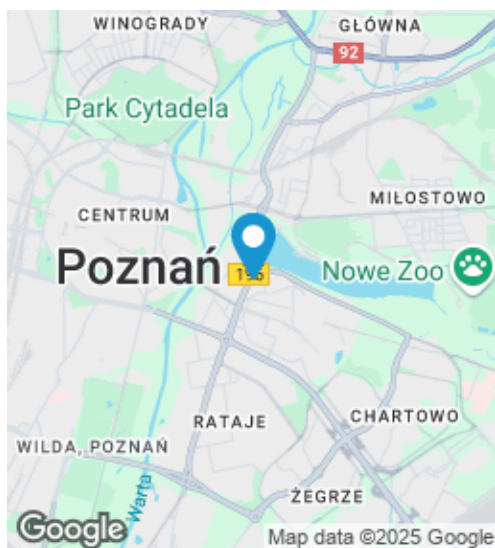 WINOGRADY
GŁÓWNA
92
Park Cytadela
MIŁOSTOWO
CENTRUM
Poznań
196
Nowe Zoo
RATAJE
CHARTOWO
WILDA, POZNAŃ
Warta
ŻEGRZE
Google
Map data ©2025 Google